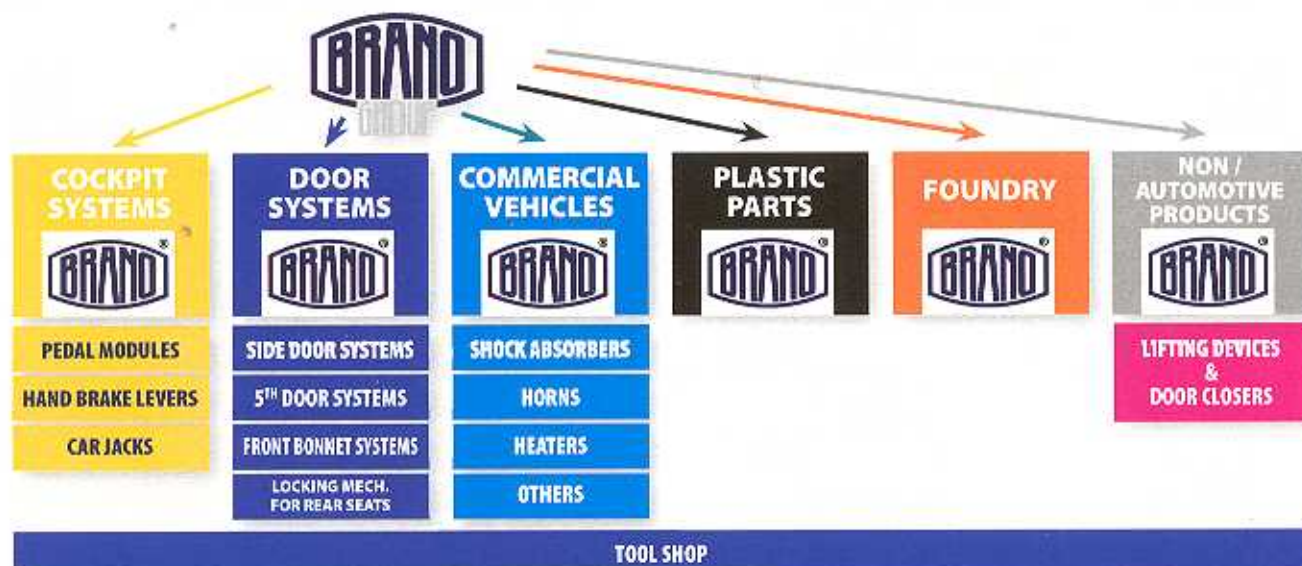 BRANO
GROUP
COCKPIT
SYSTEMS
BRANO®
PEDAL MODULES
HAND BRAKE LEVERS
CAR JACKS
DOOR
SYSTEMS
BRANO®
SIDE DOOR SYSTEMS
5TH DOOR SYSTEMS
FRONT BONNET SYSTEMS
LOCKING MECH.
FOR REAR SEATS
COMMERCIAL
VEHICLES
BRANO®
SHOCK ABSORBERS
HORNS
HEATERS
OTHERS
PLASTIC
PARTS
BRANO®
FOUNDRY
BRANO®
NON /
AUTOMOTIVE
PRODUCTS
BRANO®
LIFTING DEVICES
&
DOOR CLOSERS
TOOL SHOP